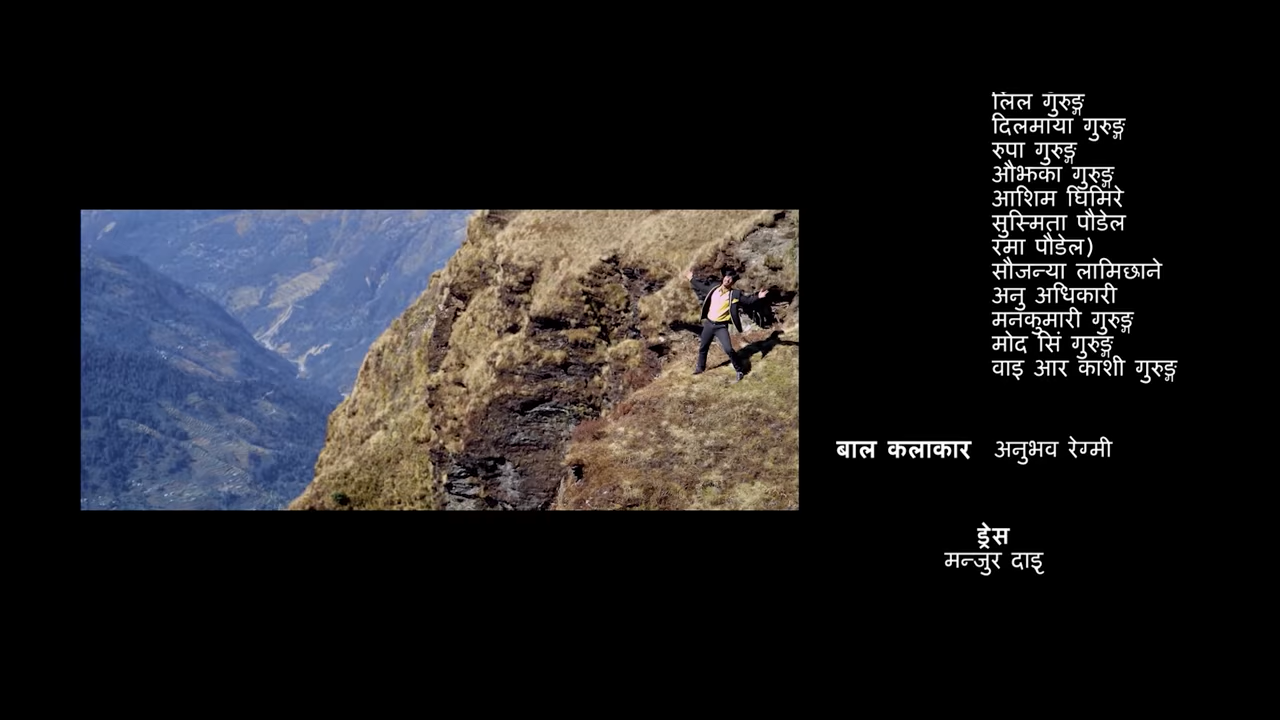 लिल गुरुङ्ग
दिलमाया गुरुङ्ग
रुपा गुरुङ्ग
औझका गुरुङ्ग
आशिम घिमिरे
सुस्मिता पौडेल
रमा पौडेल)
सौजन्या लामिछाने
अनु अधिकारी
मनकुमारी गुरुङ्ग
मोद सिं गुरुङ्ग
वाइ आर काशी गुरुङ्ग
बाल कलाकार अनुभव रेग्मी
ड्रेस
मन्जुर दाइृ